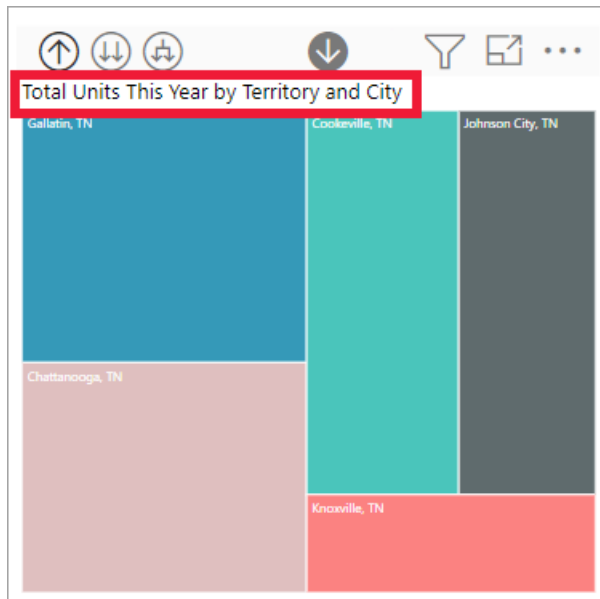 Total Units This Year by Territory and City
Gallatin, TN
Cookeville, TN
Johnson City, TN
Chattanooga, TN
Knoxville, TN